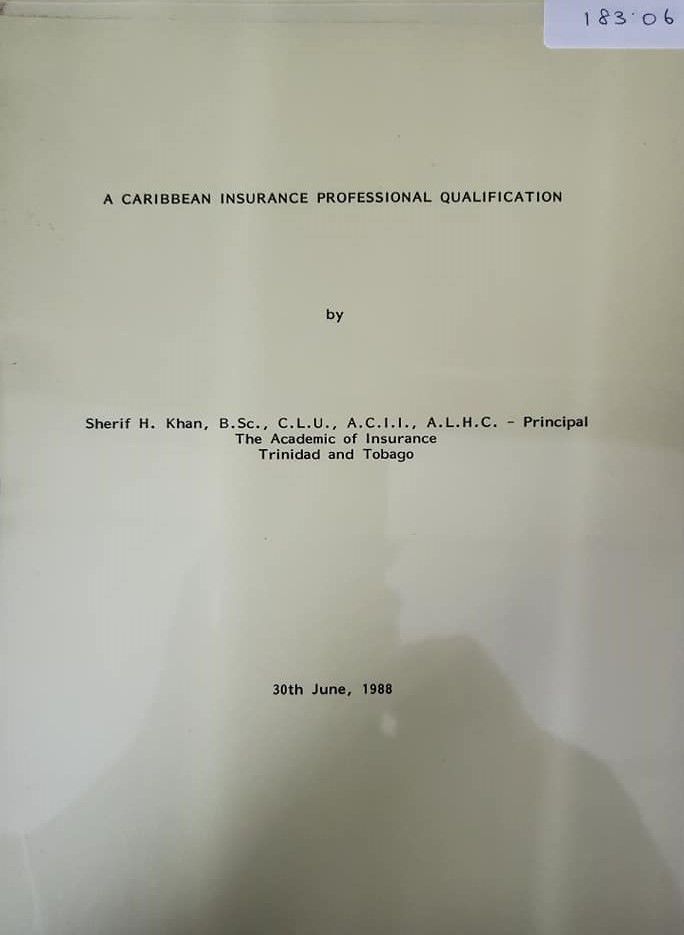 183.06
A CARIBBEAN INSURANCE PROFESSIONAL QUALIFICATION
by
Sherif H. Khan, B.Sc., C.L.U., A.C.I.I., A.L.H.C. - Principal
The Academic of Insurance
Trinidad and Tobago
30th June, 1988